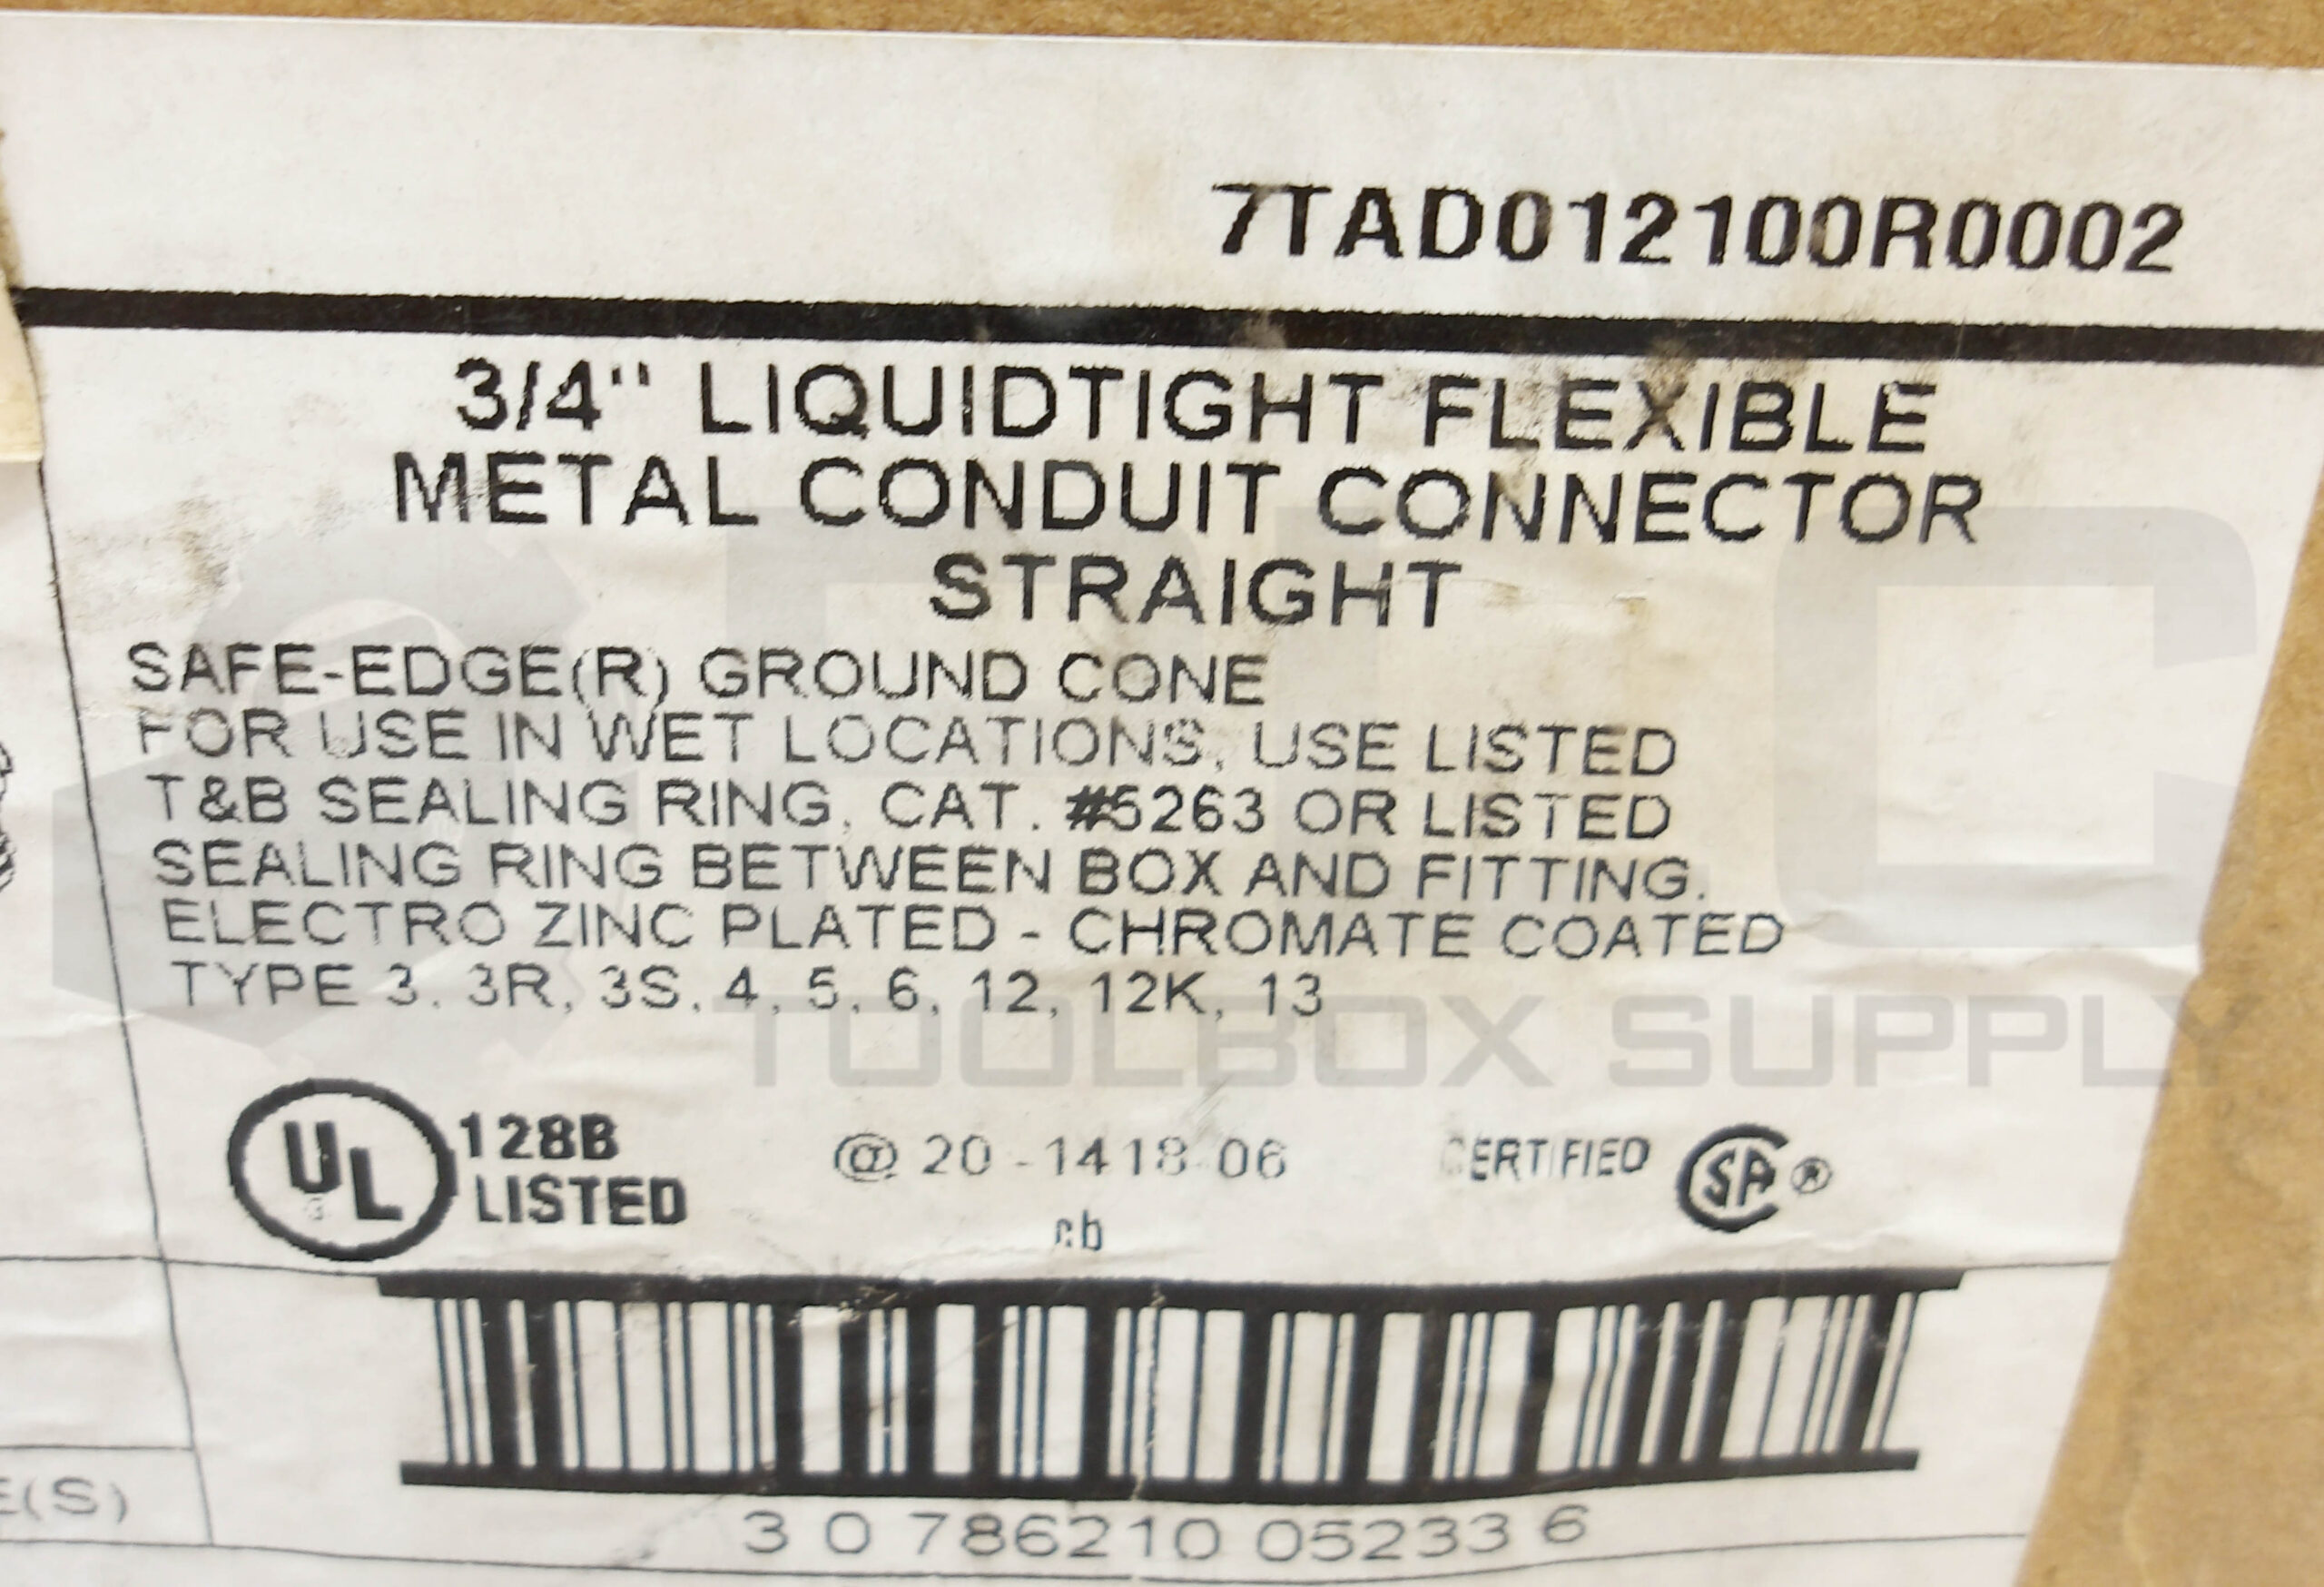 7TAD012100R0002
3/4" LIQUIDTIGHT FLEXIBLE
METAL CONDUIT CONNECTOR
STRAIGHT
SAFE-EDGE(R) GROUND CONE
FOR USE IN WET LOCATIONS, USE LISTED
T&B SEALING RING, CAT. #5263 OR LISTED
SEALING RING BETWEEN BOX AND FITTING.
ELECTRO ZINC PLATED - CHROMATE COATED
TYPE 3, 3R, 3S, 4, 5, 6, 12, 12K, 13
TOOLBOX SUPPLY
UL 128B LISTED
@ 20-1418-06
CERTIFIED SA ®
cb
E(S)
3 0 786210 05233 6